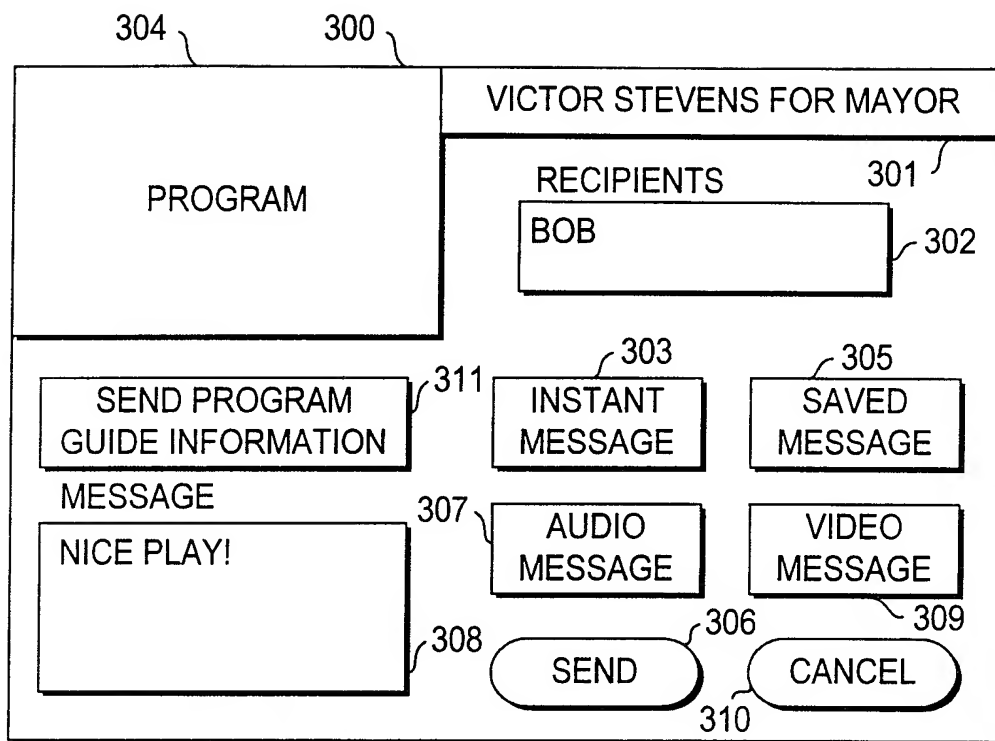 304
300
PROGRAM
VICTOR STEVENS FOR MAYOR
301
RECIPIENTS
BOB
302
303
305
SEND PROGRAM
GUIDE INFORMATION
311
INSTANT
MESSAGE
SAVED
MESSAGE
MESSAGE
NICE PLAY!
308
307
AUDIO
MESSAGE
VIDEO
MESSAGE
309
306
SEND
CANCEL
310